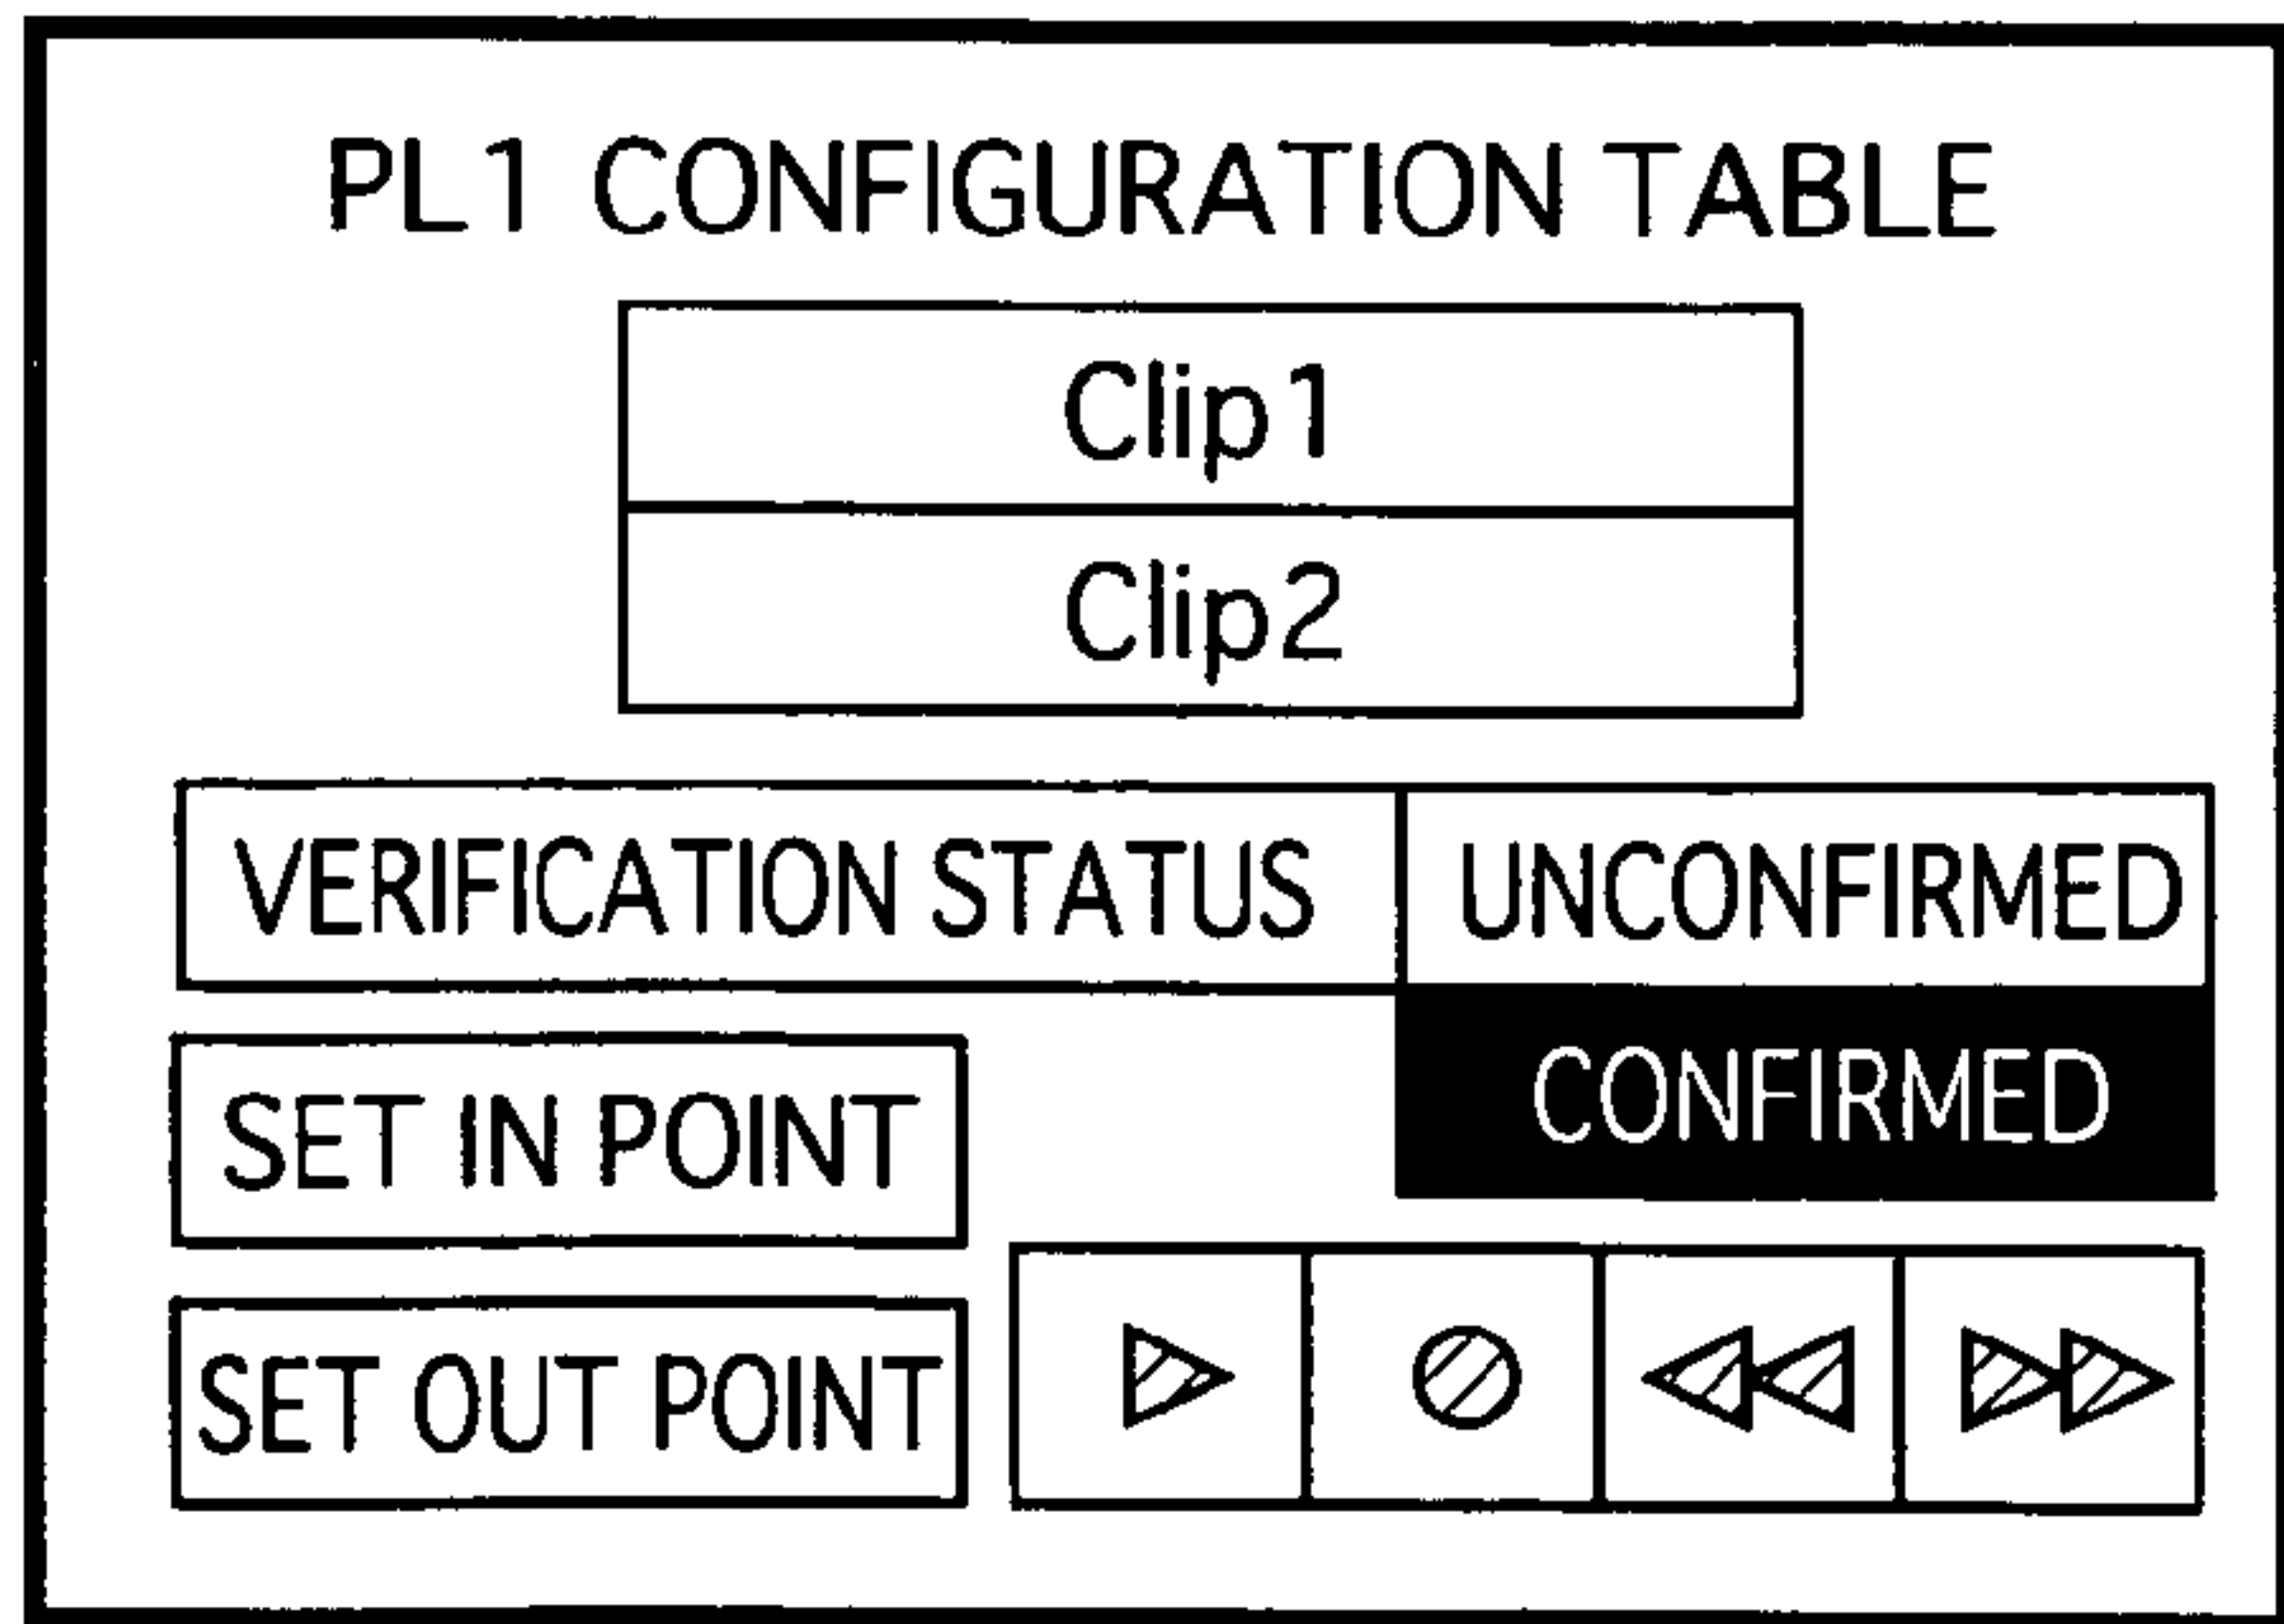 PL1 CONFIGURATION TABLE
Clip1
Clip2
VERIFICATION STATUS UNCONFIRMED
CONFIRMED
SET IN POINT
SET OUT POINT